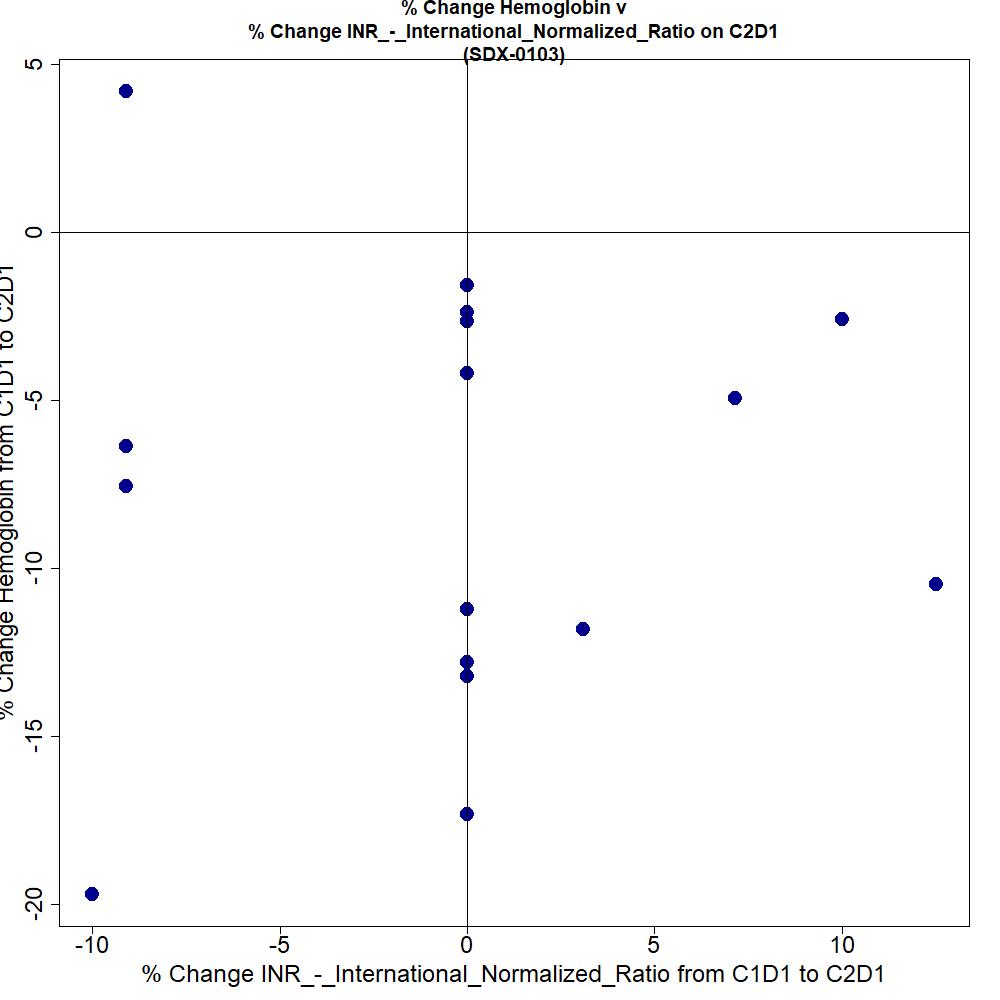 % Change Hemoglobin v
% Change INR_-_International_Normalized_Ratio on C2D1
(SDX-0103)
% Change Hemoglobin from C1D1 to C2D1
5
0
-5
-10
-15
-20
-10
-5
0
5
10
% Change INR_-_International_Normalized_Ratio from C1D1 to C2D1